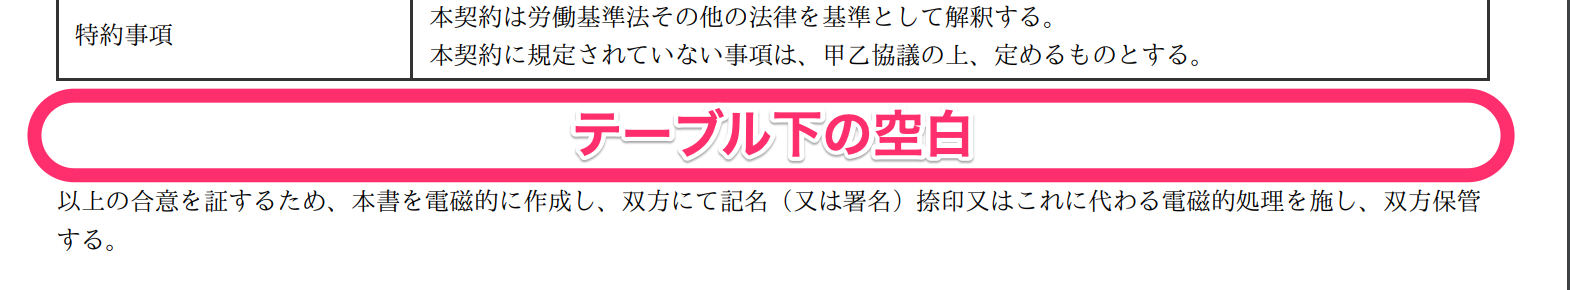 本契約は労働基準法その他の法律を基準として解釈する。
特約事項
本契約に規定されていない事項は、甲乙協議の上、定めるものとする。
テーブル下の空白
以上の合意を証するため、本書を電磁的に作成し、双方にて記名（又は署名）捺印又はこれに代わる電磁的処理を施し、双方保管
する。